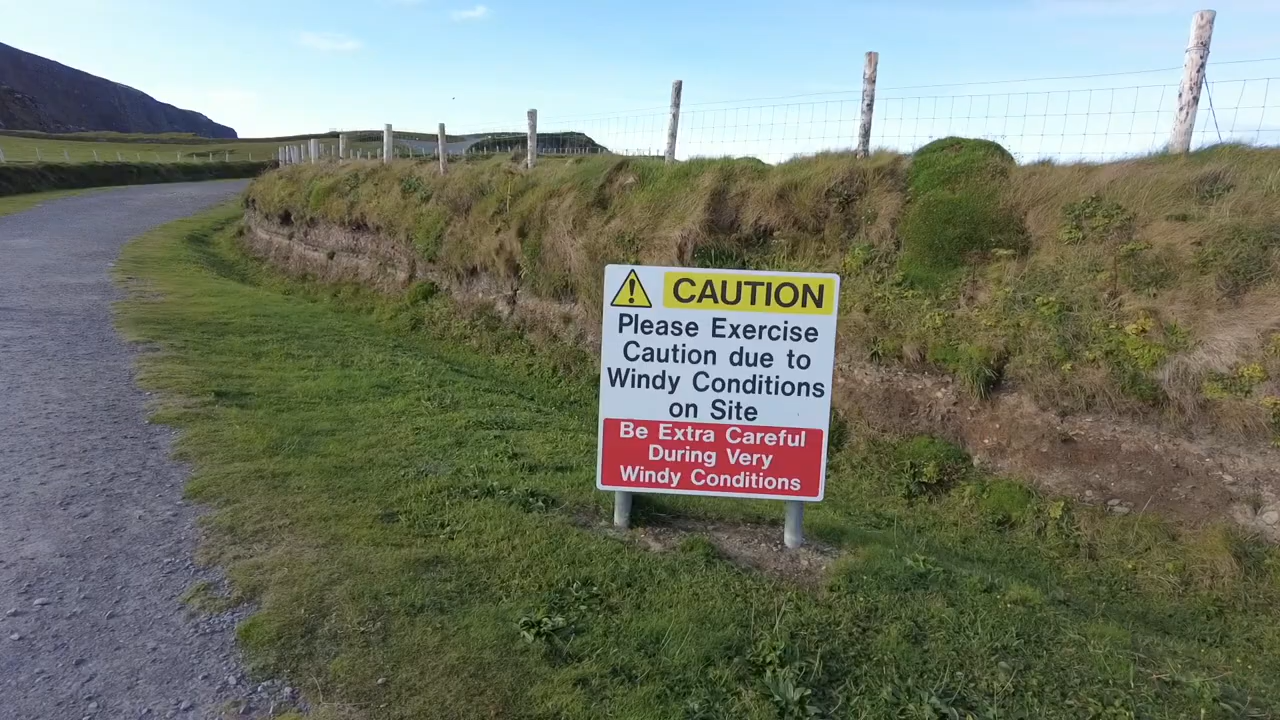 CAUTION
Please Exercise
Caution due to
Windy Conditions
on Site
Be Extra Careful
During Very
Windy Conditions